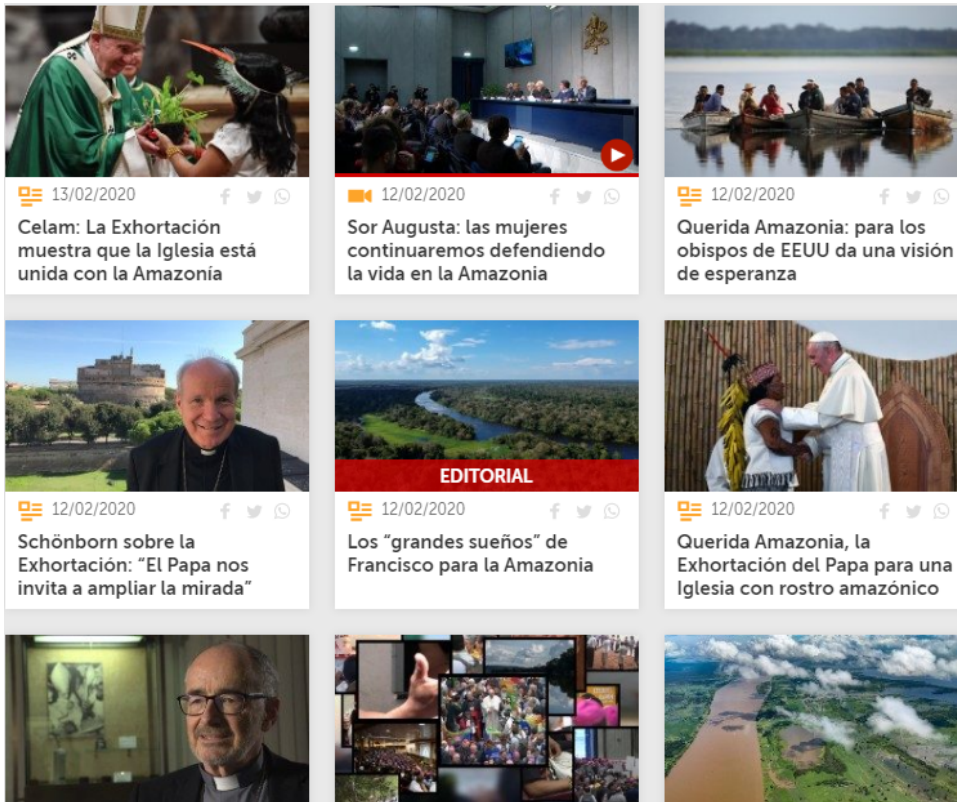 13/02/2020
Celam: La Exhortación
muestra que la Iglesia está
unida con la Amazonía
12/02/2020
Sor Augusta: las mujeres
continuaremos defendiendo
la vida en la Amazonia
12/02/2020
Querida Amazonia: para los
obispos de EEUU da una visión
de esperanza
12/02/2020
Schönborn sobre la
Exhortación: “El Papa nos
invita a ampliar la mirada”
EDITORIAL
12/02/2020
Los “grandes sueños” de
Francisco para la Amazonia
12/02/2020
Querida Amazonia, la
Exhortación del Papa para una
Iglesia con rostro amazónico